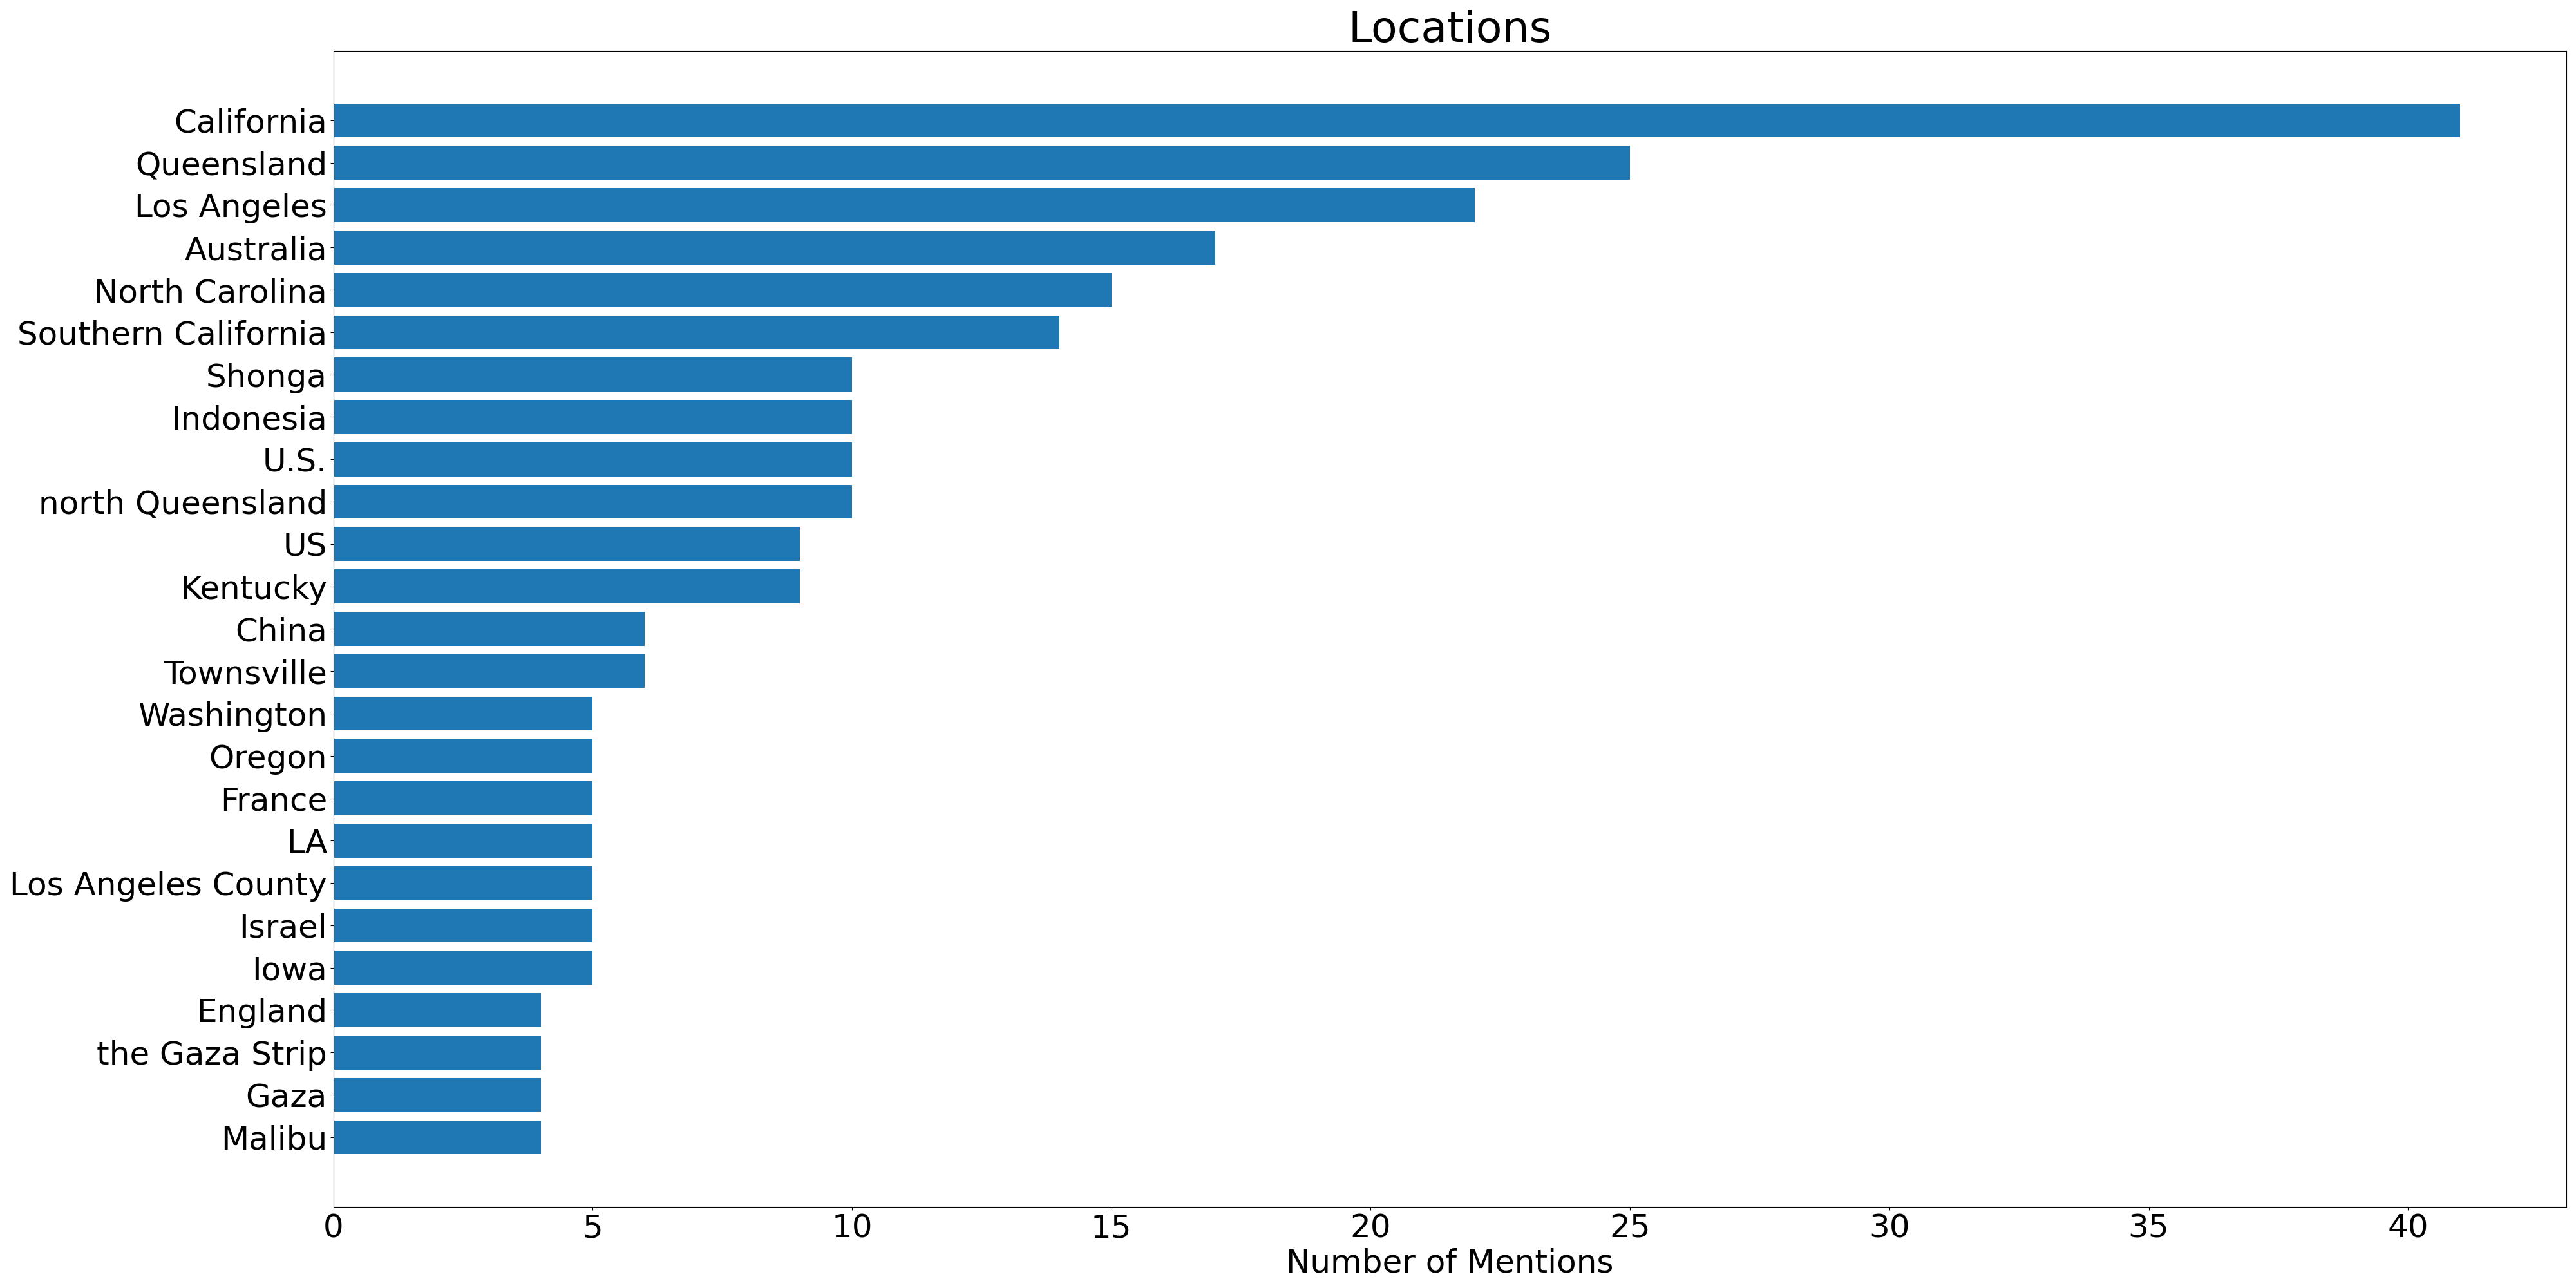 Locations
California
Queensland
Los Angeles
Australia
North Carolina
Southern California
Shonga
Indonesia
U.S.
north Queensland
US
Kentucky
China
Townsville
Washington
Oregon
France
LA
Los Angeles County
Israel
Iowa
England
the Gaza Strip
Gaza
Malibu
0 5 10 15 20 25 30 35 40
Number of Mentions